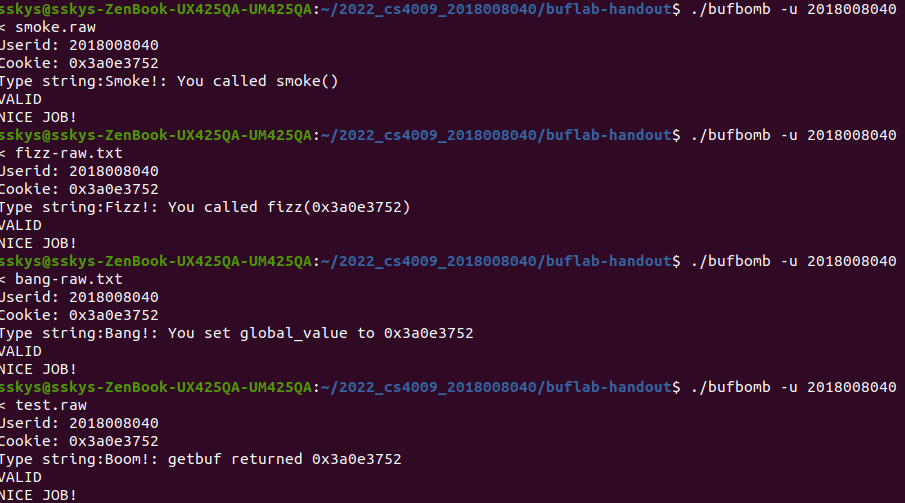 sskys@sskys-ZenBook-UX425QA-UM425QA:~/2022_cs4009_2018008040/buflab-handout$ ./bufbomb -u 2018008040
< smoke.raw
Userid: 2018008040
Cookie: 0x3a0e3752
Type string:Smoke!: You called smoke()
VALID
NICE JOB!
sskys@sskys-ZenBook-UX425QA-UM425QA:~/2022_cs4009_2018008040/buflab-handout$ ./bufbomb -u 2018008040
< fizz-raw.txt
Userid: 2018008040
Cookie: 0x3a0e3752
Type string:Fizz!: You called fizz(0x3a0e3752)
VALID
NICE JOB!
sskys@sskys-ZenBook-UX425QA-UM425QA:~/2022_cs4009_2018008040/buflab-handout$ ./bufbomb -u 2018008040
< bang-raw.txt
Userid: 2018008040
Cookie: 0x3a0e3752
Type string:Bang!: You set global_value to 0x3a0e3752
VALID
NICE JOB!
sskys@sskys-ZenBook-UX425QA-UM425QA:~/2022_cs4009_2018008040/buflab-handout$ ./bufbomb -u 2018008040
< test.raw
Userid: 2018008040
Cookie: 0x3a0e3752
Type string:Boom!: getbuf returned 0x3a0e3752
VALID
NICE JOB!